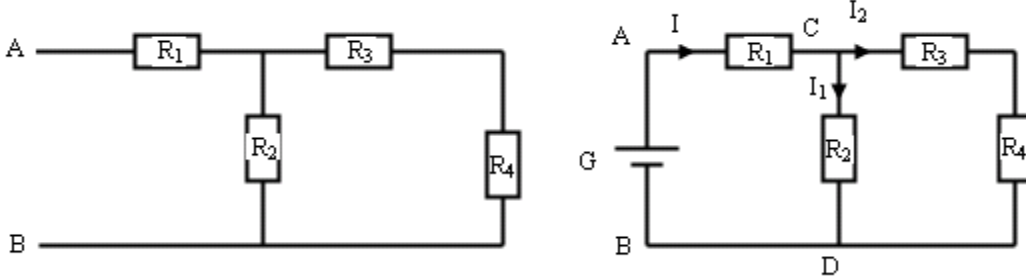 A R₁ R₃
R₂ R₄
B
A I R₁ C I₂ R₃
I₁
G R₂ R₄
B D